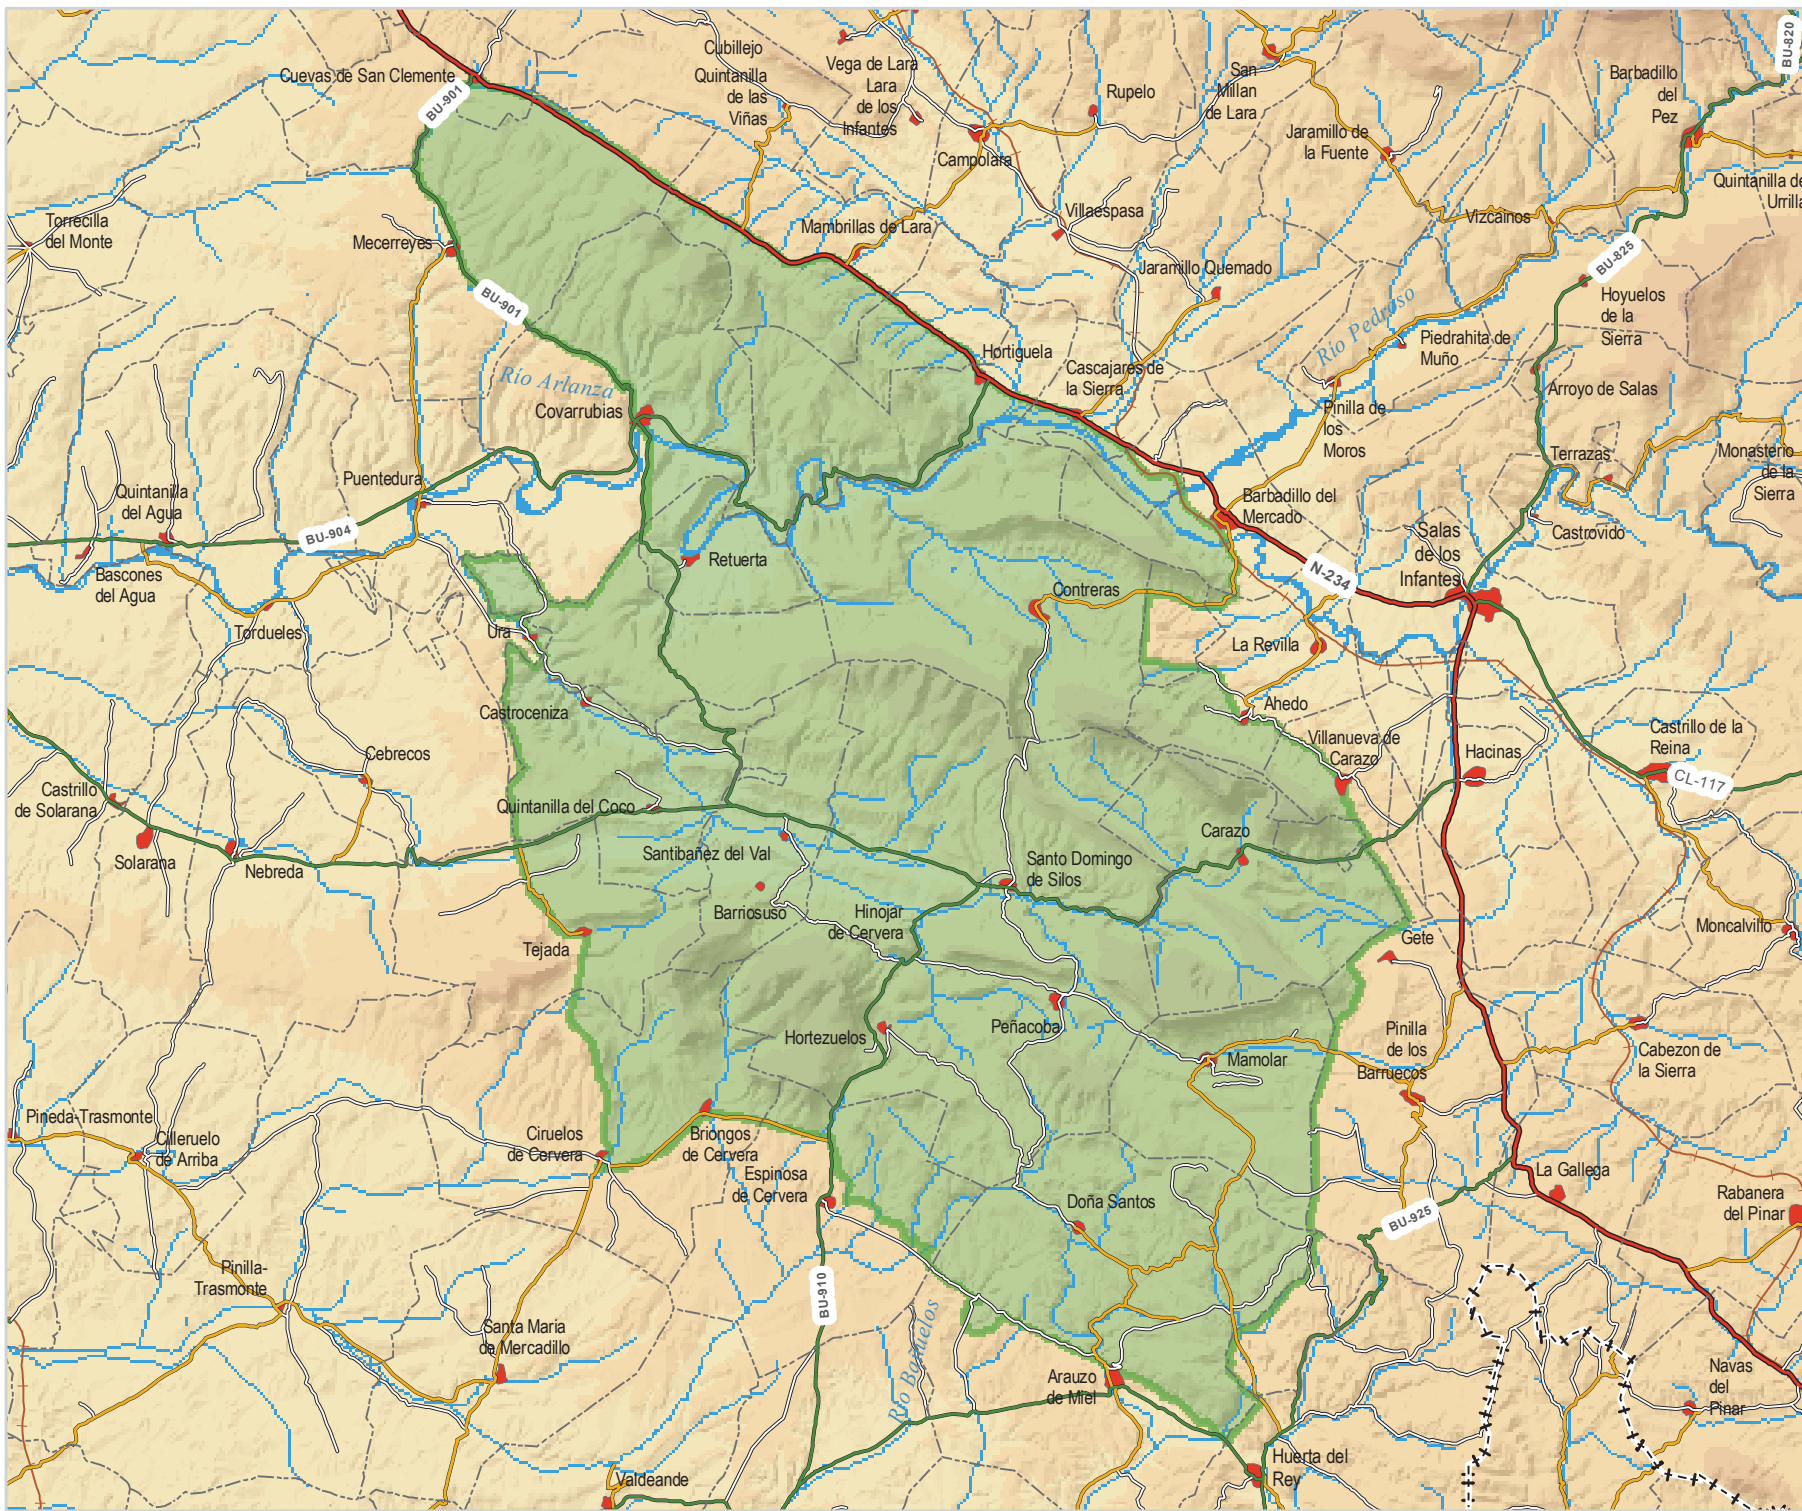 Cuevas de San Clemente
BU-901
Cubillejo
Quintanilla
de las
Viñas
Vega de Lara
Lara
de los
Infantes
Campolara
Rupelo
San
Millan
de Lara
Jaramillo de
la Fuente
Barbadillo
del
Pez
BU-820
Quintanilla de
Urrilla
Torrecilla
del Monte
Mecerreyes
Mambrillas de Lara
Villaespasa
Vizcainos
BU-825
Jaramillo Quemado
BU-901
Río Pedroso
Hoyuelos
de la
Sierra
Piedrahita de
Muño
Hortiguela
Cascajares de
la Sierra
Río Arlanza
Covarrubias
Arroyo de Salas
Pinilla de
los
Moros
Terrazas
Monasterio
de la
Sierra
Puentedura
Quintanilla
del Agua
BU-904
Barbadillo del
Mercado
Salas
de los
Infantes
Castrovido
N-234
Retuerta
Bascones
del Agua
Contreras
Tordueles
Ura
La Revilla
Castroceniza
Ahedo
Villanueva de
Carazo
Hacinas
Castrillo de la
Reina
CL-117
Cebrecos
Castrillo
de Solarana
Quintanilla del Coco
Solarana
Nebreda
Santibañez del Val
Santo Domingo
de Silos
Carazo
Barriosuso
Hinojar
de Cervera
Tejada
Gete
Moncalvillo
Hortezuelos
Peñacoba
Mamolar
Pinilla
de los
Barruecos
Cabezon de
la Sierra
Pineda-Trasmonte
Cilleruelo
de Arriba
Ciruelos
de Cervera
Briongos
de Cervera
Espinosa
de Cervera
Doña Santos
La Gallega
BU-925
Rabanera
del Pinar
Pinilla-
Trasmonte
BU-910
Río Bañuelos
Santa Maria
de Mercadillo
Arauzo
de Miel
Navas
del
Pinar
Huerta del
Rey
Valdeande